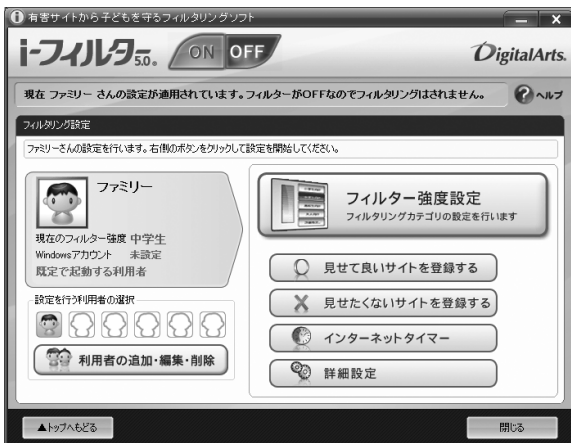 有害サイトから子どもを守るフィルタリングソフト
i-フィルター5.0。 ON OFF DigitalArts.
現在 ファミリー さんの設定が適用されています。フィルターがOFFなのでフィルタリングはされません。 ?ヘルプ
フィルタリング設定
ファミリーさんの設定を行います。右側のボタンをクリックして設定を開始してください。
ファミリー
現在のフィルター強度 中学生
Windowsアカウント 未設定
既定で起動する利用者
設定を行う利用者の選択
利用者の追加・編集・削除
フィルター強度設定
フィルタリングカテゴリの設定を行います
見せて良いサイトを登録する
見せたくないサイトを登録する
インターネットタイマー
詳細設定
▲トップへもどる 閉じる